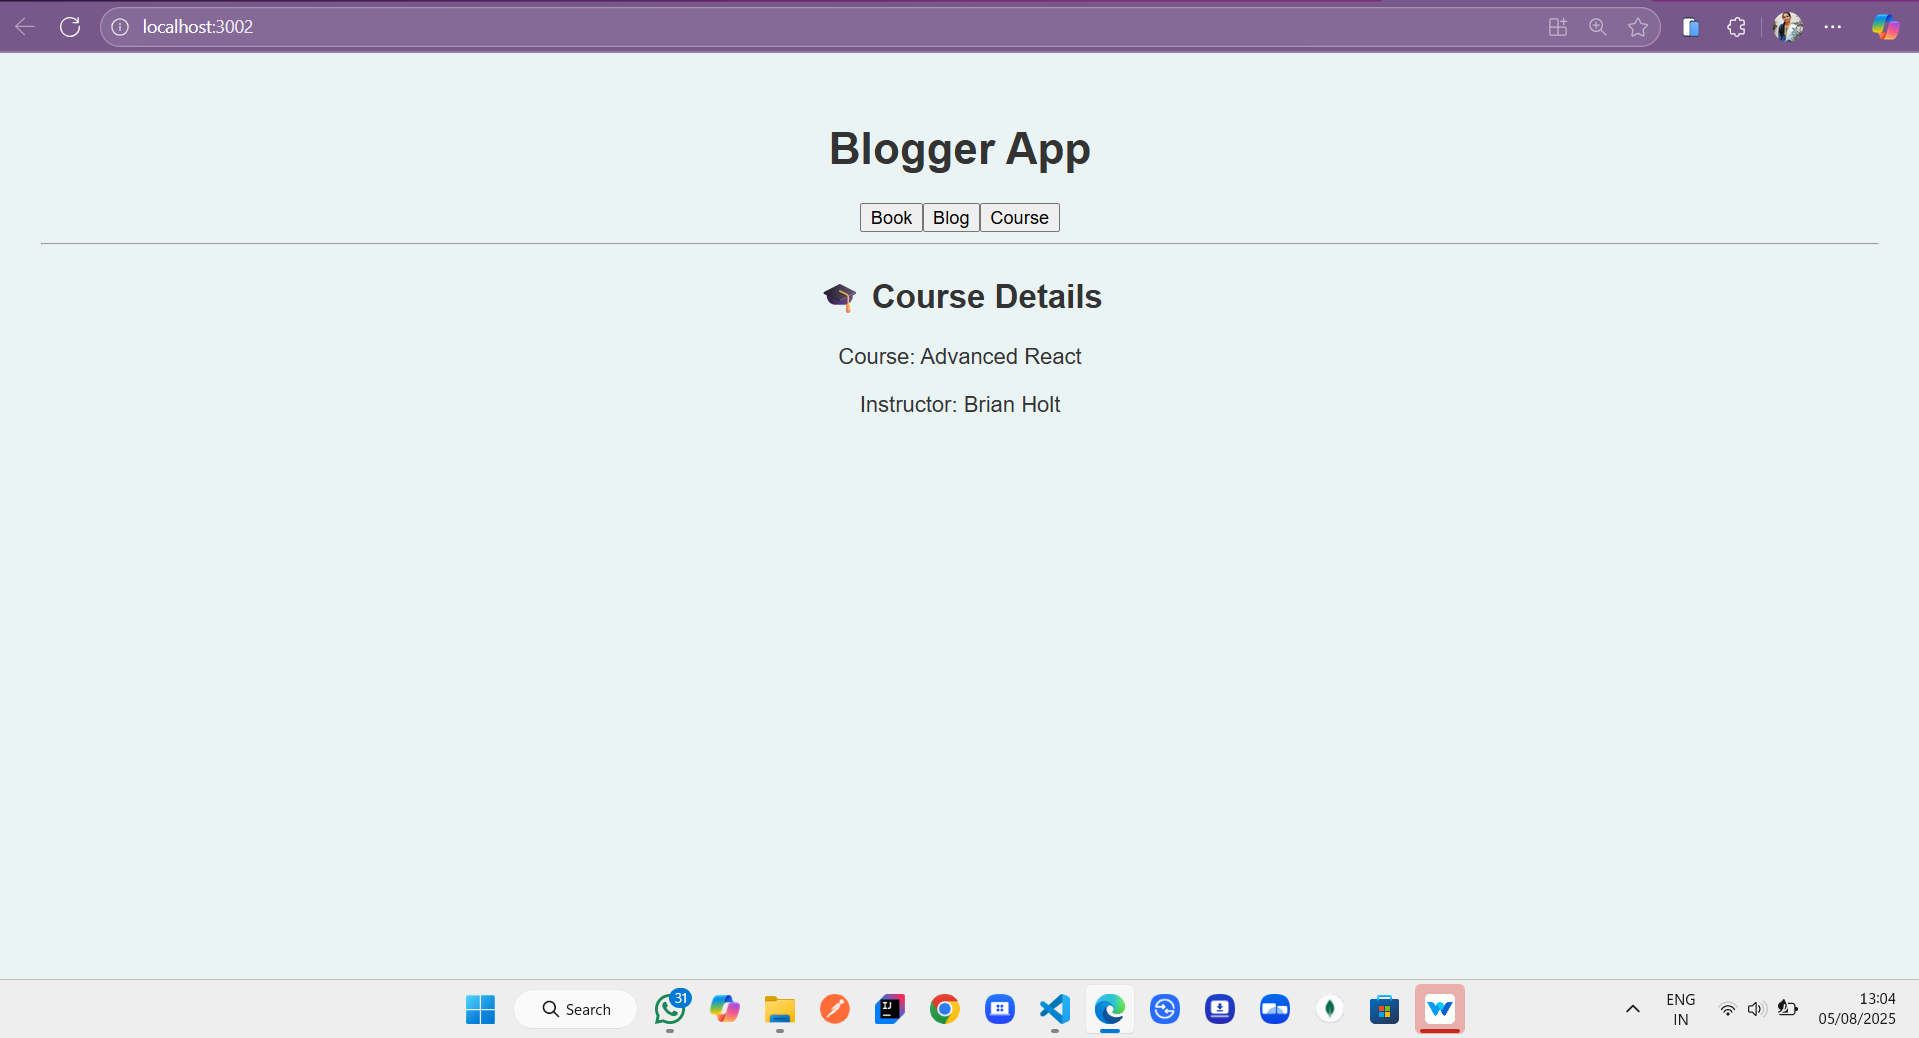 localhost:3002
Blogger App
Book Blog Course
🎓 Course Details
Course: Advanced React
Instructor: Brian Holt
Search
31
ENG
IN
13:04
05/08/2025